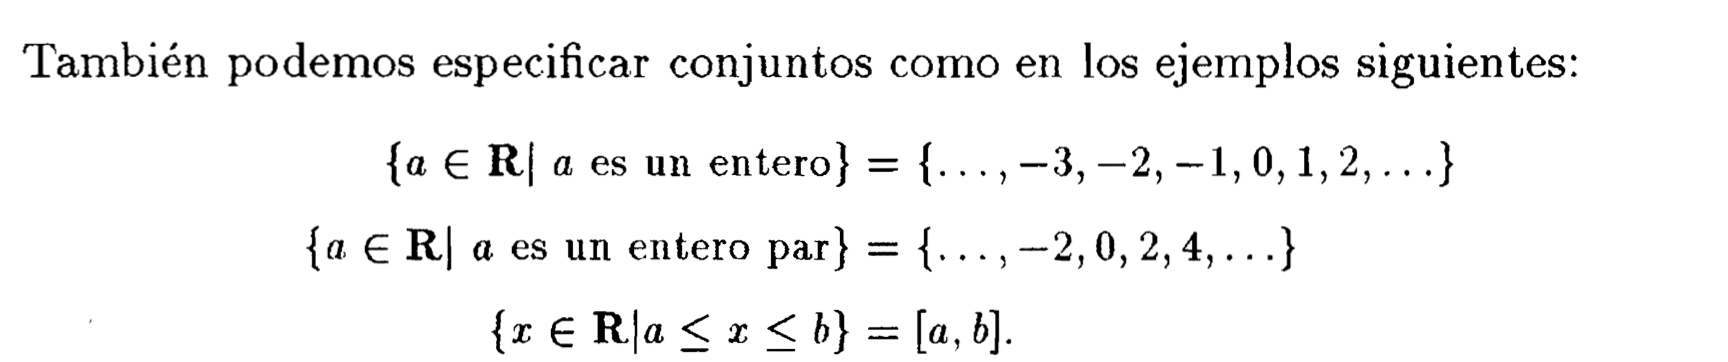 También podemos especificar conjuntos como en los ejemplos siguientes:
{a ∈ R| a es un entero} = {..., −3, −2, −1, 0, 1, 2, ...}
{a ∈ R| a es un entero par} = {..., −2, 0, 2, 4, ...}
{x ∈ R|a ≤ x ≤ b} = [a, b].